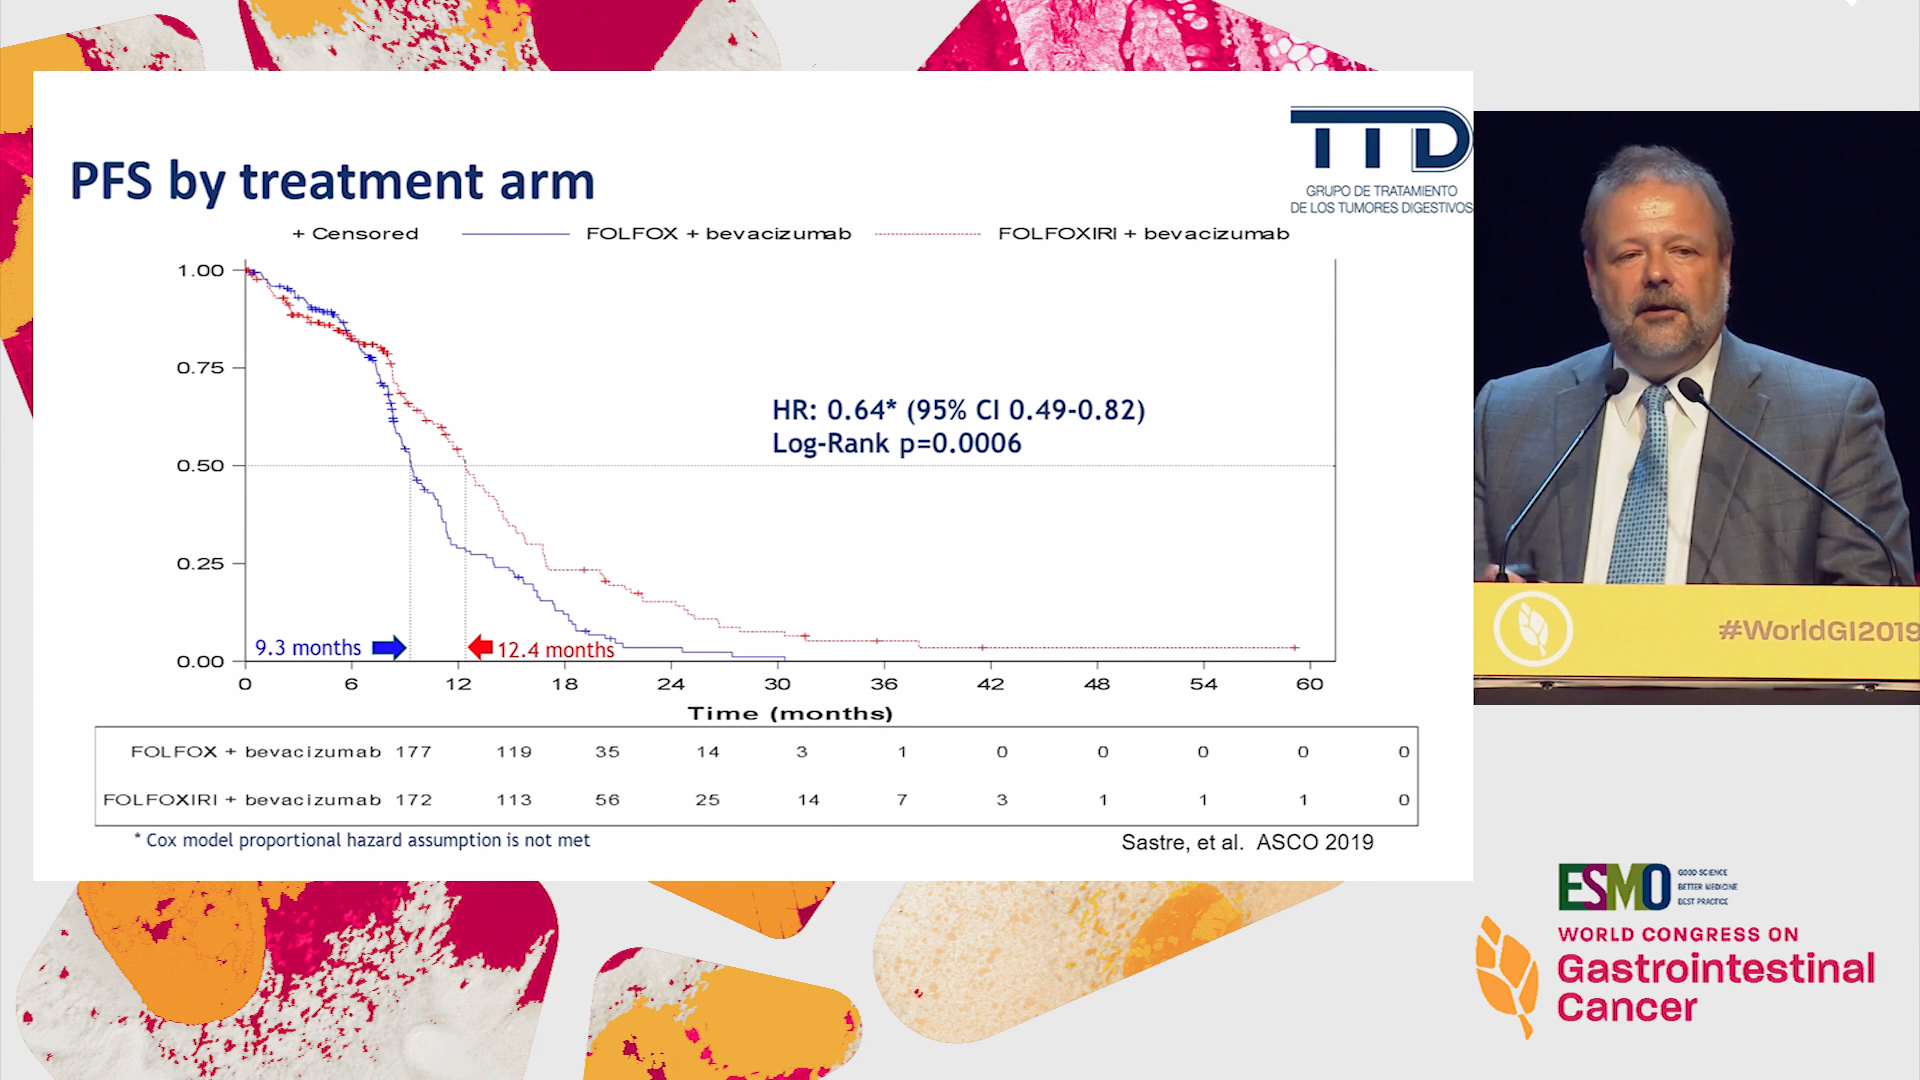 TTD
GRUPO DE TRATAMIENTO
DE LOS TUMORES DIGESTIVOS
PFS by treatment arm
+ Censored FOLFOX + bevacizumab FOLFOXIRI + bevacizumab
1.00
0.75
0.50
0.25
0.00
HR: 0.64* (95% CI 0.49-0.82)
Log-Rank p=0.0006
9.3 months 12.4 months
0 6 12 18 24 30 36 42 48 54 60
Time (months)
FOLFOX + bevacizumab 177 119 35 14 3 1 0 0 0 0 0
FOLFOXIRI + bevacizumab 172 113 56 25 14 7 3 1 1 1 0
* Cox model proportional hazard assumption is not met
Sastre, et al. ASCO 2019
#WorldGI2019
ESMO
GOOD SCIENCE
BETTER MEDICINE
BEST PRACTICE
WORLD CONGRESS ON
Gastrointestinal
Cancer